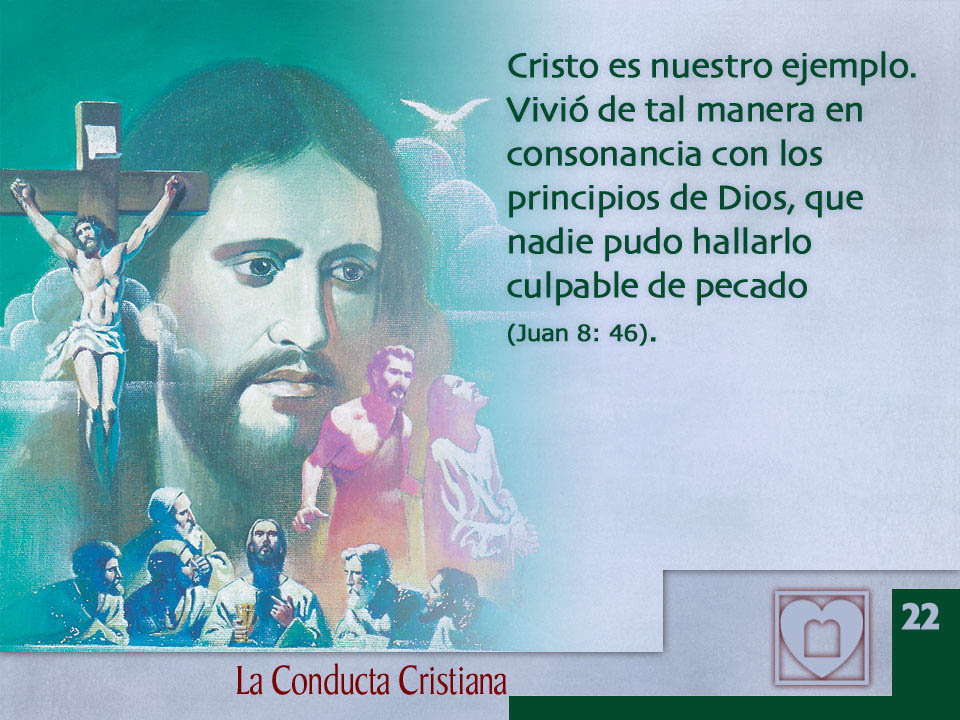 Cristo es nuestro ejemplo.
Vivió de tal manera en
consonancia con los
principios de Dios, que
nadie pudo hallarlo
culpable de pecado
(Juan 8: 46).
22
La Conducta Cristiana